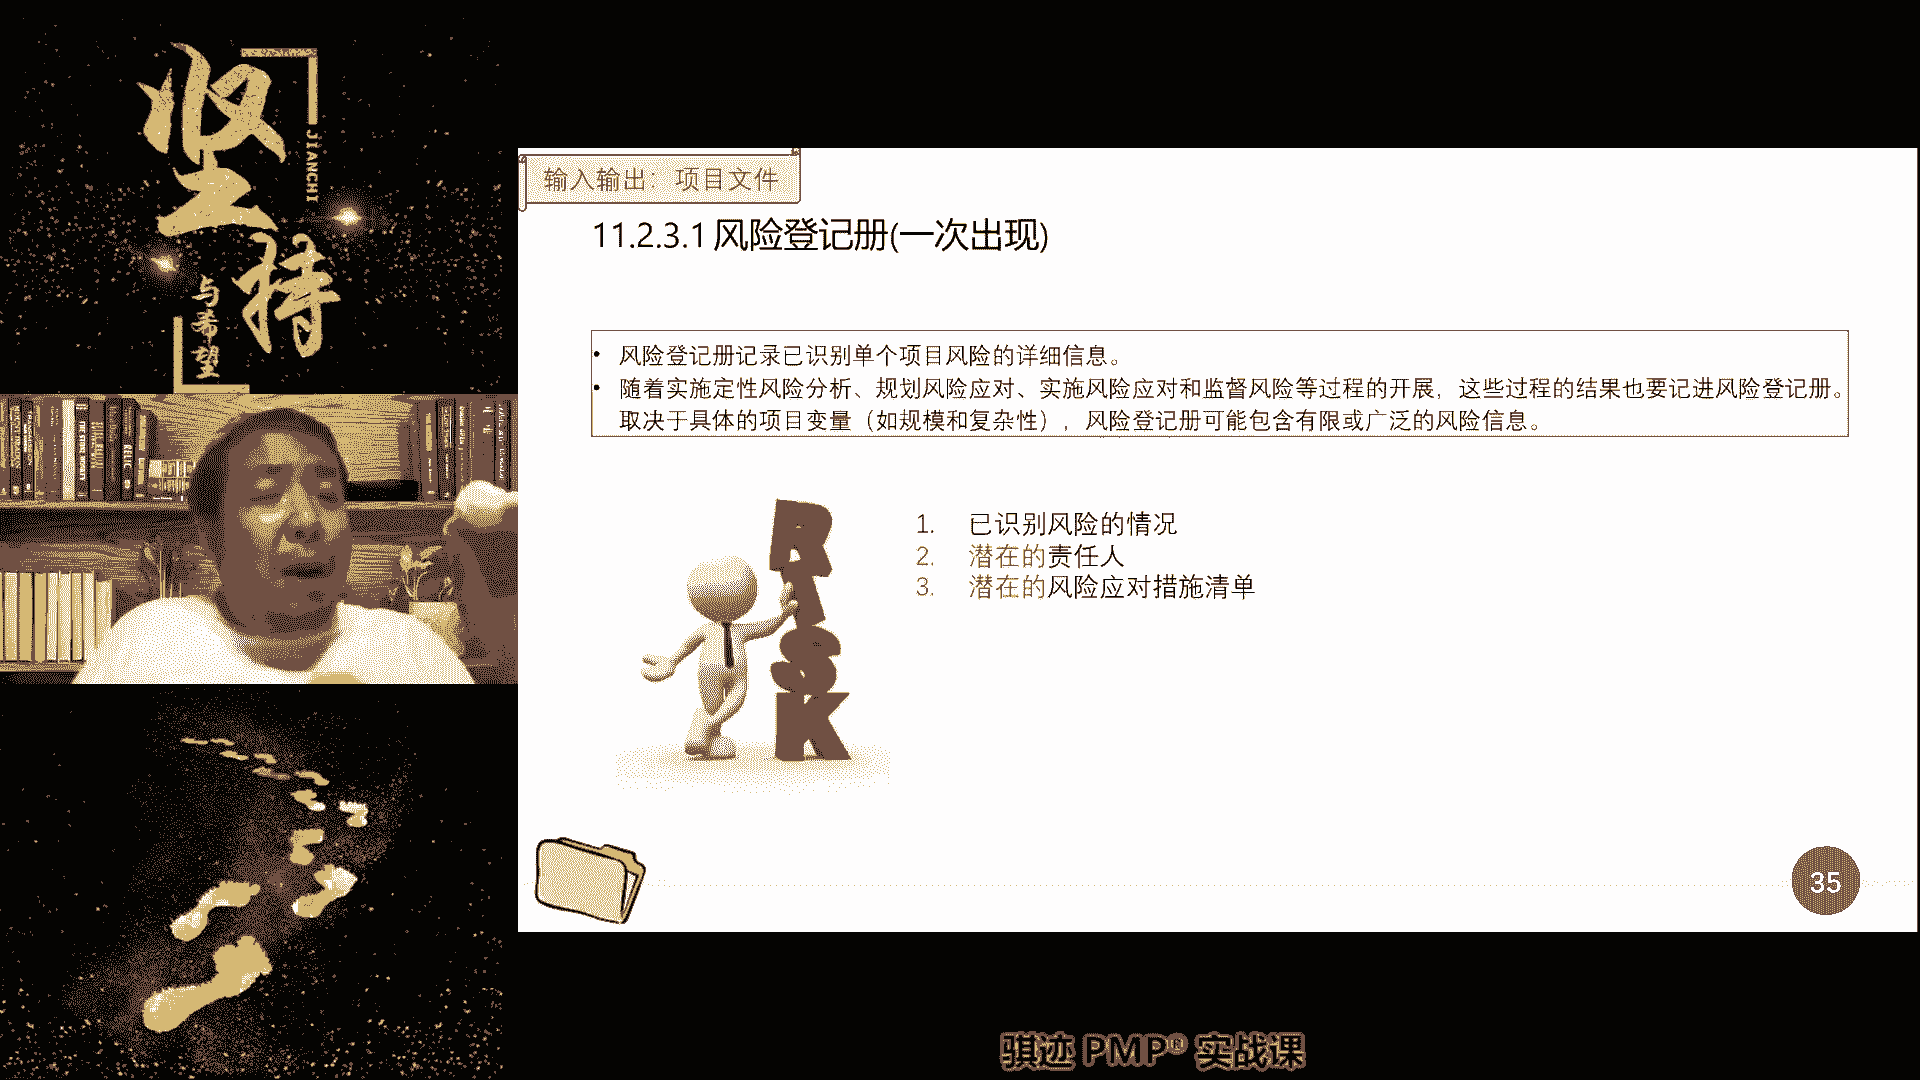 坚持
JIANCHI
与希望
输入输出：项目文件
11.2.3.1 风险登记册(一次出现)
• 风险登记册记录已识别单个项目风险的详细信息。
• 随着实施定性风险分析、规划风险应对、实施风险应对和监督风险等过程的开展，这些过程的结果也要记进风险登记册。
取决于具体的项目变量（如规模和复杂性），风险登记册可能包含有限或广泛的风险信息。
RISK
1. 已识别风险的情况
2. 潜在的责任人
3. 潜在的风险应对措施清单
35
骐迹 PMP® 实战课